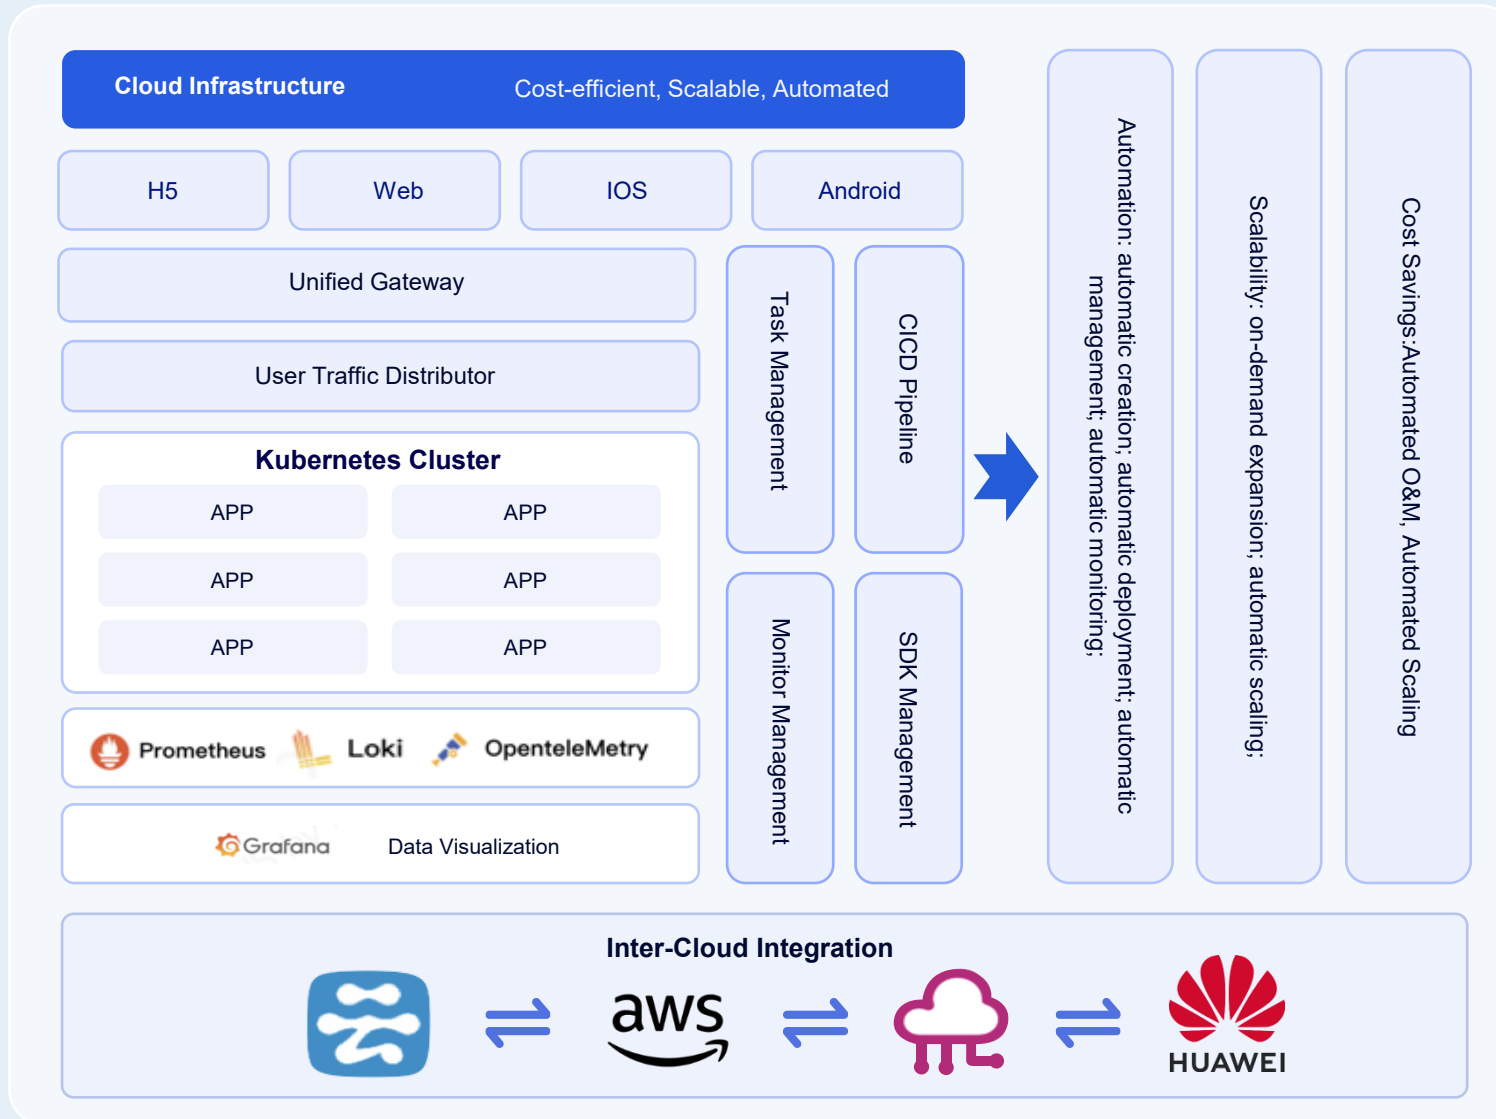 Cloud Infrastructure
Cost-efficient, Scalable, Automated
H5
Web
IOS
Android
Unified Gateway
User Traffic Distributor
Kubernetes Cluster
APP
APP
APP
APP
APP
APP
Prometheus
Loki
OpenteleMetry
Grafana
Data Visualization
Task Management
CICD Pipeline
Monitor Management
SDK Management
Automation: automatic creation; automatic deployment; automatic
management; automatic monitoring;
Scalability: on-demand expansion; automatic scaling;
Cost Savings:Automated O&M, Automated Scaling
Inter-Cloud Integration
aws
HUAWEI